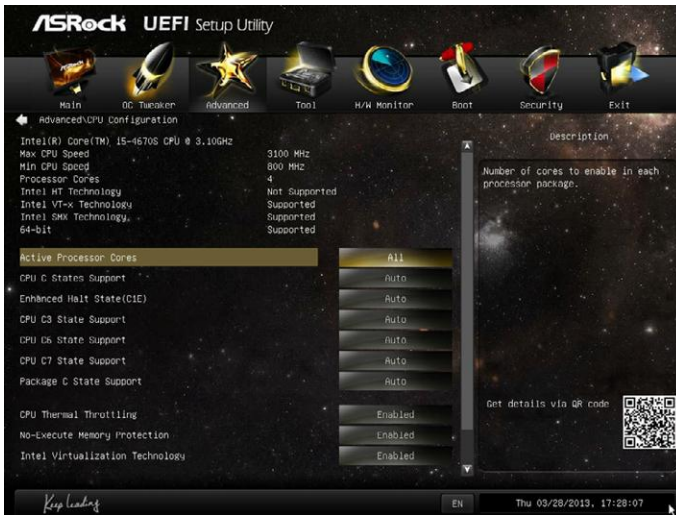 ASRock UEFI Setup Utility
Main OC Tweaker Advanced Tool H/W Monitor Boot Security Exit
Advanced\CPU Configuration
Description
Intel(R) Core(TM) i5-4670S CPU @ 3.10GHz
Max CPU Speed 3100 MHz
Min CPU Speed 800 MHz
Processor Cores 4
Intel HT Technology Not Supported
Intel VT-x Technology Supported
Intel SMX Technology Supported
64-bit Supported
Number of cores to enable in each
processor package.
Active Processor Cores All
CPU C States Support Auto
Enhanced Halt State(C1E) Auto
CPU C3 State Support Auto
CPU C6 State Support Auto
CPU C7 State Support Auto
Package C State Support Auto
CPU Thermal Throttling Enabled
No-Execute Memory Protection Enabled
Intel Virtualization Technology Enabled
Get details via QR code
Keep Leading EN Thu 03/28/2013, 17:28:07